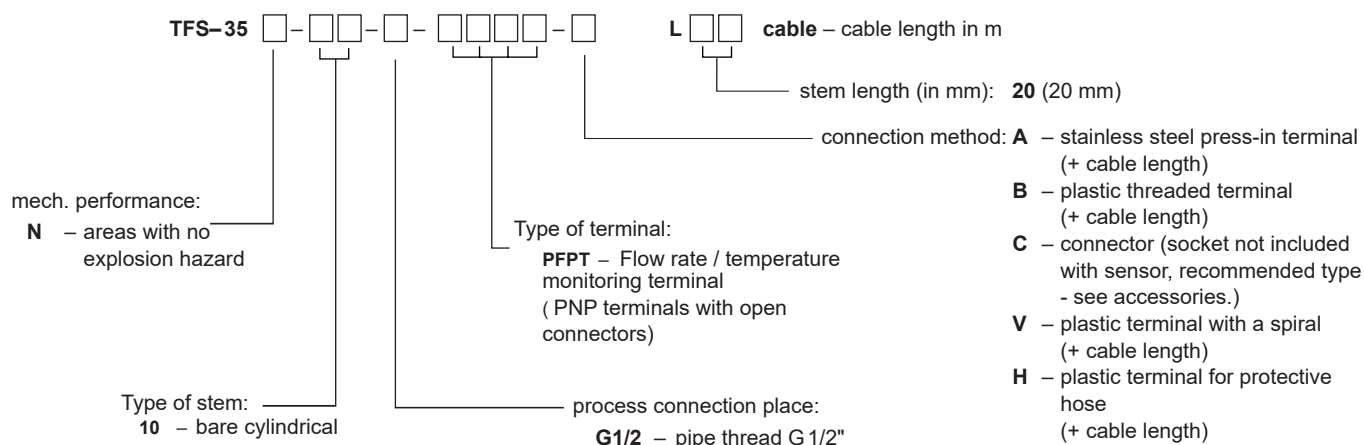 TFS–35 – – – – L cable – cable length in m
stem length (in mm): 20 (20 mm)
connection method: A – stainless steel press-in terminal
(+ cable length)
B – plastic threaded terminal
(+ cable length)
C – connector (socket not included
with sensor, recommended type
- see accessories.)
V – plastic terminal with a spiral
(+ cable length)
H – plastic terminal for protective
hose
(+ cable length)
mech. performance:
N – areas with no
explosion hazard
Type of terminal:
PFPT – Flow rate / temperature
monitoring terminal
( PNP terminals with open
connectors)
Type of stem:
10 – bare cylindrical
process connection place:
G1/2 – pipe thread G 1/2"